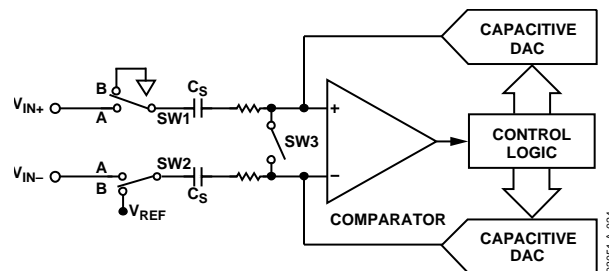 CAPACITIVE
DAC
B
A
SW1
CS
VIN+
+
SW3
CONTROL
LOGIC
VIN–
A
B
SW2
CS
VREF
–
COMPARATOR
CAPACITIVE
DAC